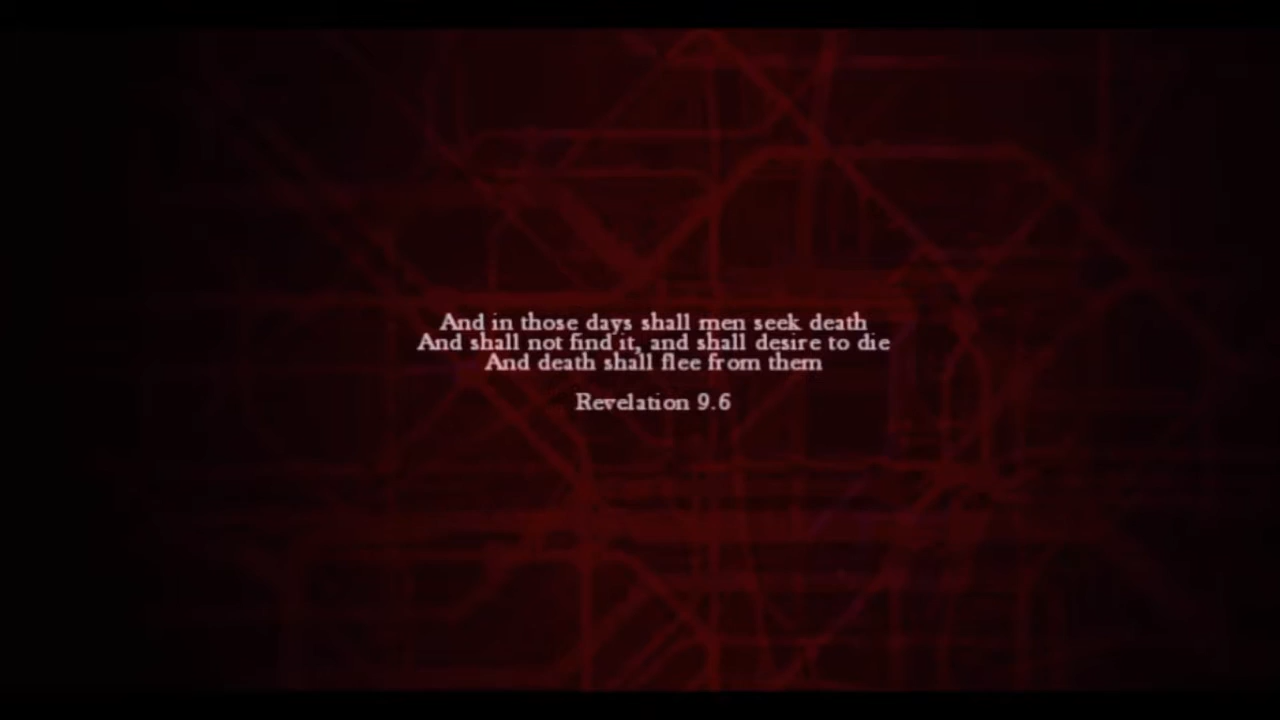 And in those days shall men seek death
And shall not find it, and shall desire to die
And death shall flee from them
Revelation 9.6